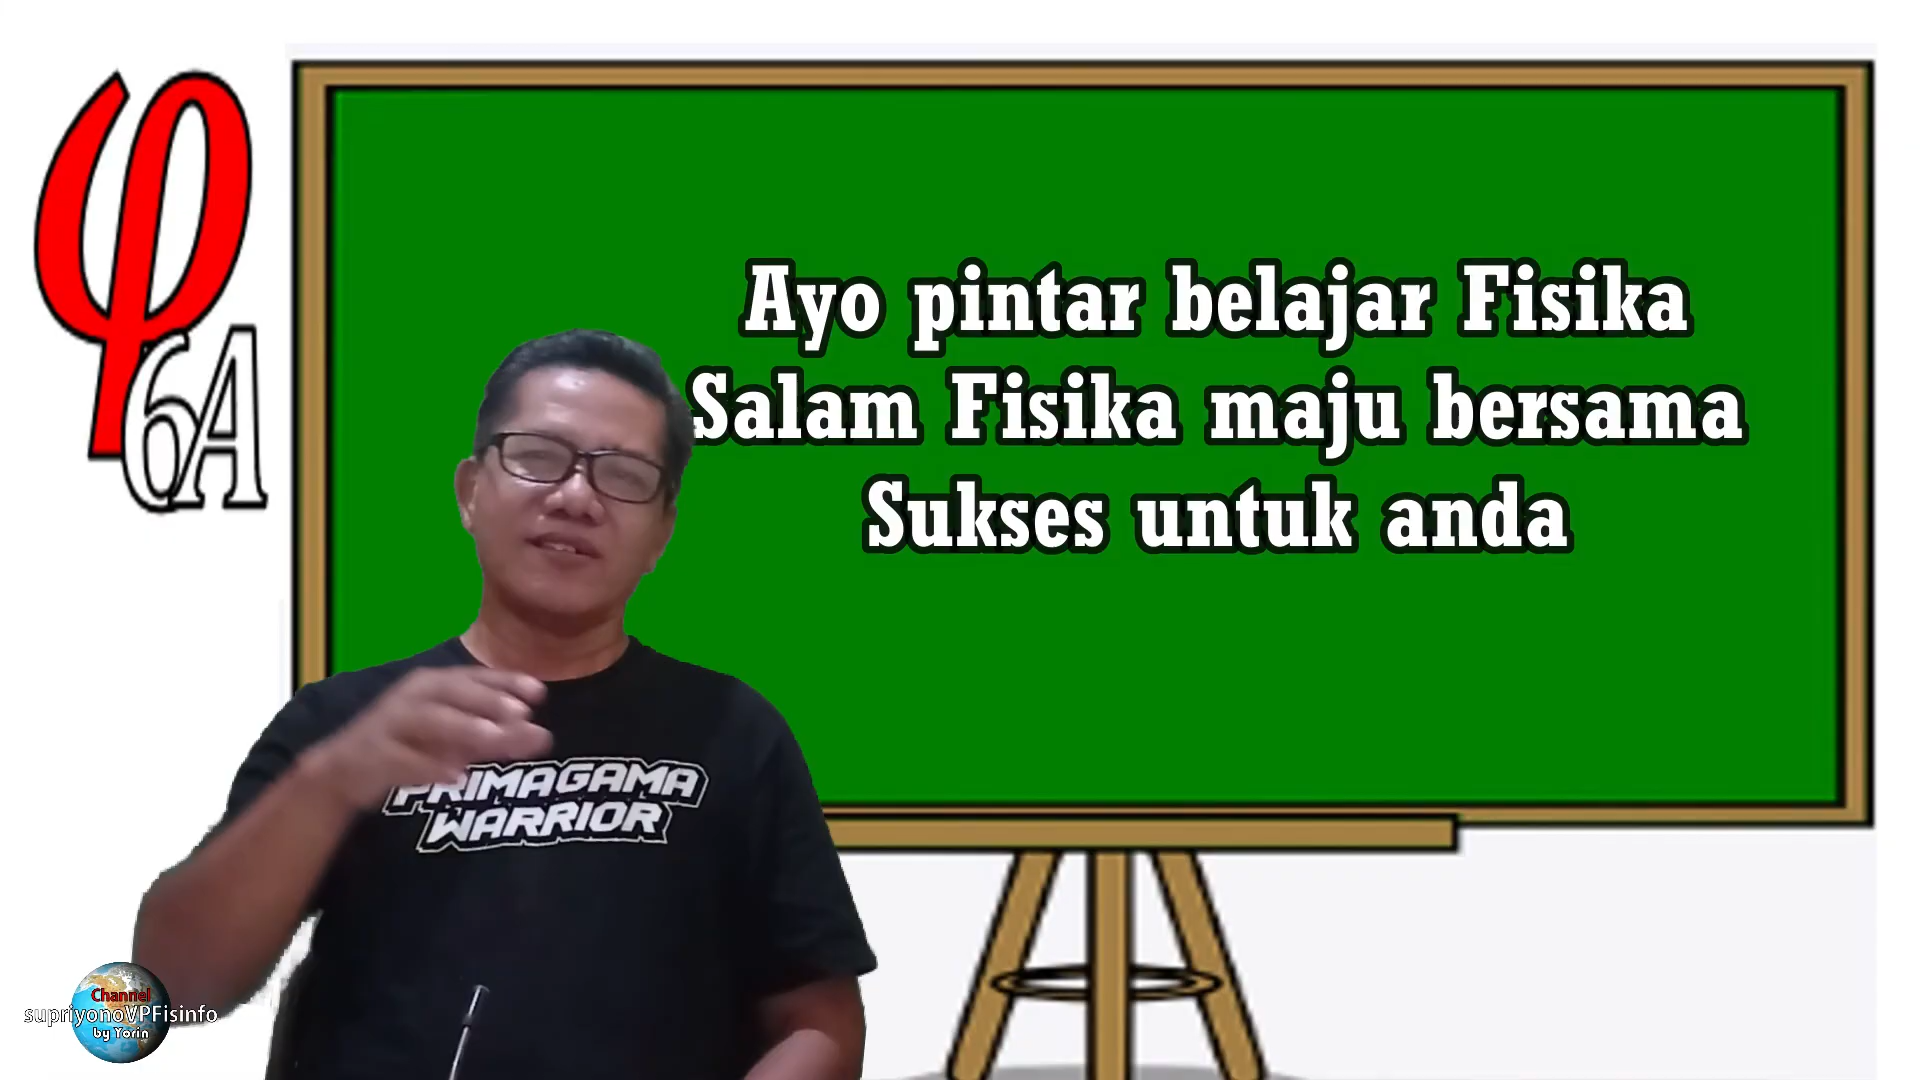 φ
6A
Ayo pintar belajar Fisika
Salam Fisika maju bersama
Sukses untuk anda
PRIMAGAMA
WARRIOR
Channel
supriyonoVPFisinfo
by Yorin